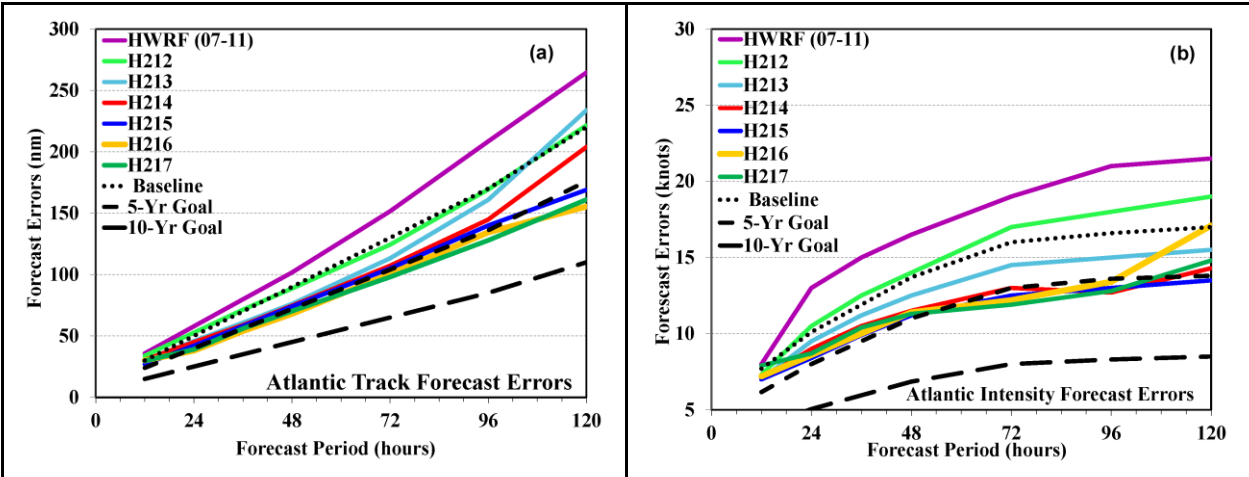 300
250
200
150
100
50
0
Forecast Errors (nm)
HWRF (07-11)
(a)
H212
H213
H214
H215
H216
H217
Baseline
5-Yr Goal
10-Yr Goal
Atlantic Track Forecast Errors
0 24 48 72 96 120
Forecast Period (hours)
30
25
20
15
10
5
Forescast Errors (knots)
HWRF (07-11)
(b)
H212
H213
H214
H215
H216
H217
Baseline
5-Yr Goal
10-Yr Goal
Atlantic Intensity Forecast Errors
0 24 48 72 96 120
Forecast Period (hours)